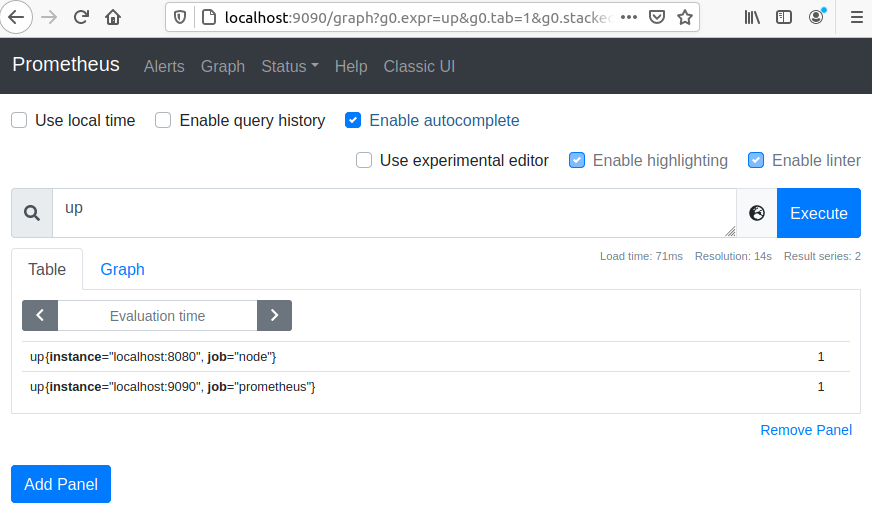 localhost:9090/graph?g0.expr=up&g0.tab=1&g0.stacked
Prometheus Alerts Graph Status Help Classic UI
Use local time Enable query history Enable autocomplete
Use experimental editor Enable highlighting Enable linter
up Execute
Load time: 71ms Resolution: 14s Result series: 2
Table Graph
Evaluation time
up{instance="localhost:8080", job="node"} 1
up{instance="localhost:9090", job="prometheus"} 1
Remove Panel
Add Panel